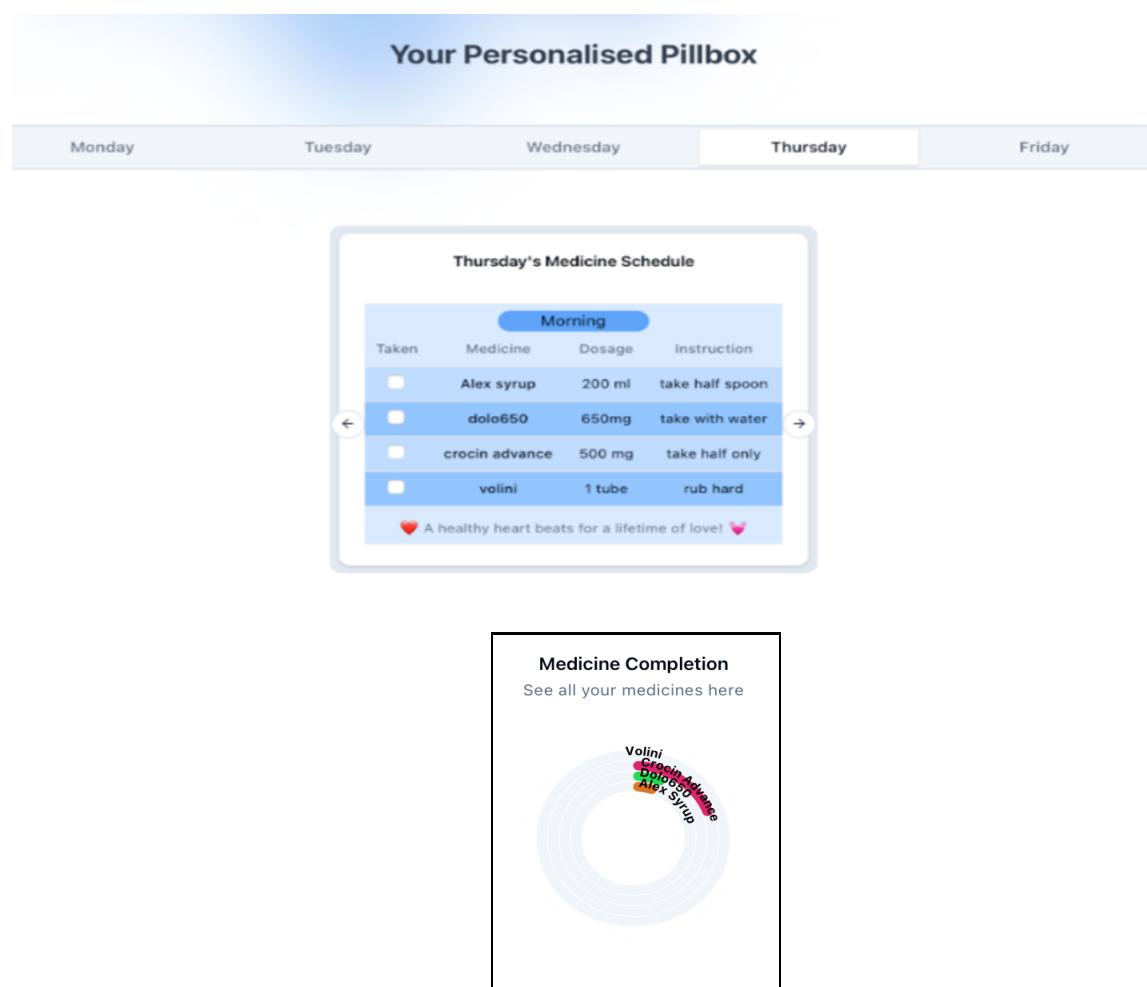 Your Personalised Pillbox
Monday Tuesday Wednesday Thursday Friday
Thursday's Medicine Schedule
Morning
Taken Medicine Dosage Instruction
Alex syrup 200 ml take half spoon
dolo650 650mg take with water
← →
crocin advance 500 mg take half only
volini 1 tube rub hard
❤️ A healthy heart beats for a lifetime of love! 💓
Medicine Completion
See all your medicines here
Volini
Crocin Advance
Dolo650
Alex Syrup